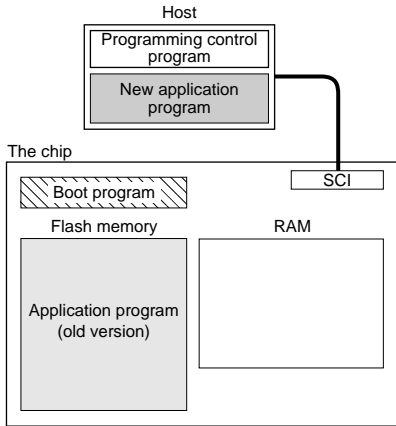 Host
Programming control
program
New application
program
The chip
SCI
Boot program
Flash memory
RAM
Application program
(old version)